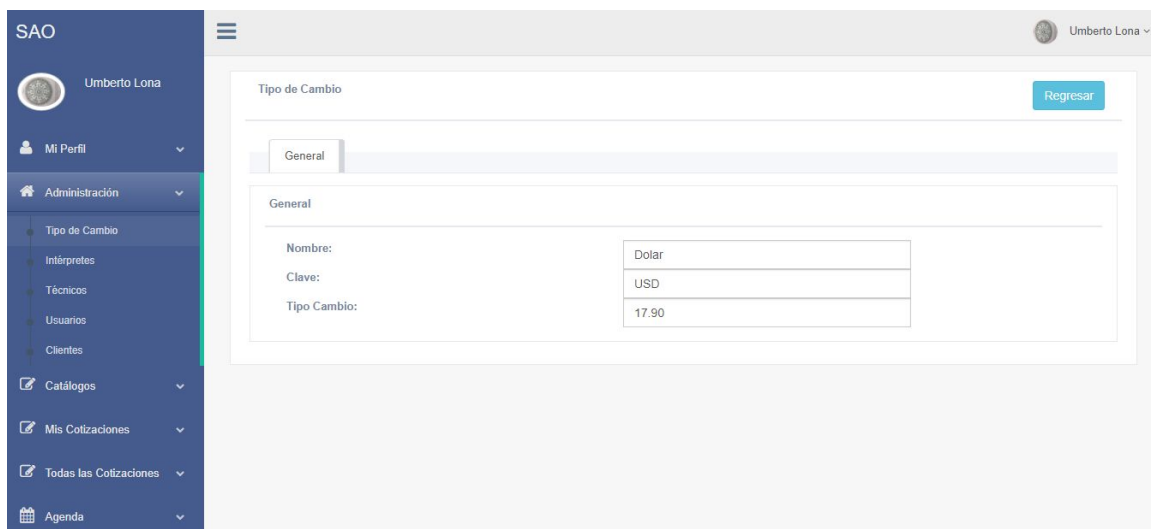 SAO
Umberto Lona
Umberto Lona
Mi Perfil
Administración
Tipo de Cambio
Intérpretes
Técnicos
Usuarios
Clientes
Catálogos
Mis Cotizaciones
Todas las Cotizaciones
Agenda
Tipo de Cambio
Regresar
General
General
Nombre: Dolar
Clave: USD
Tipo Cambio: 17.90